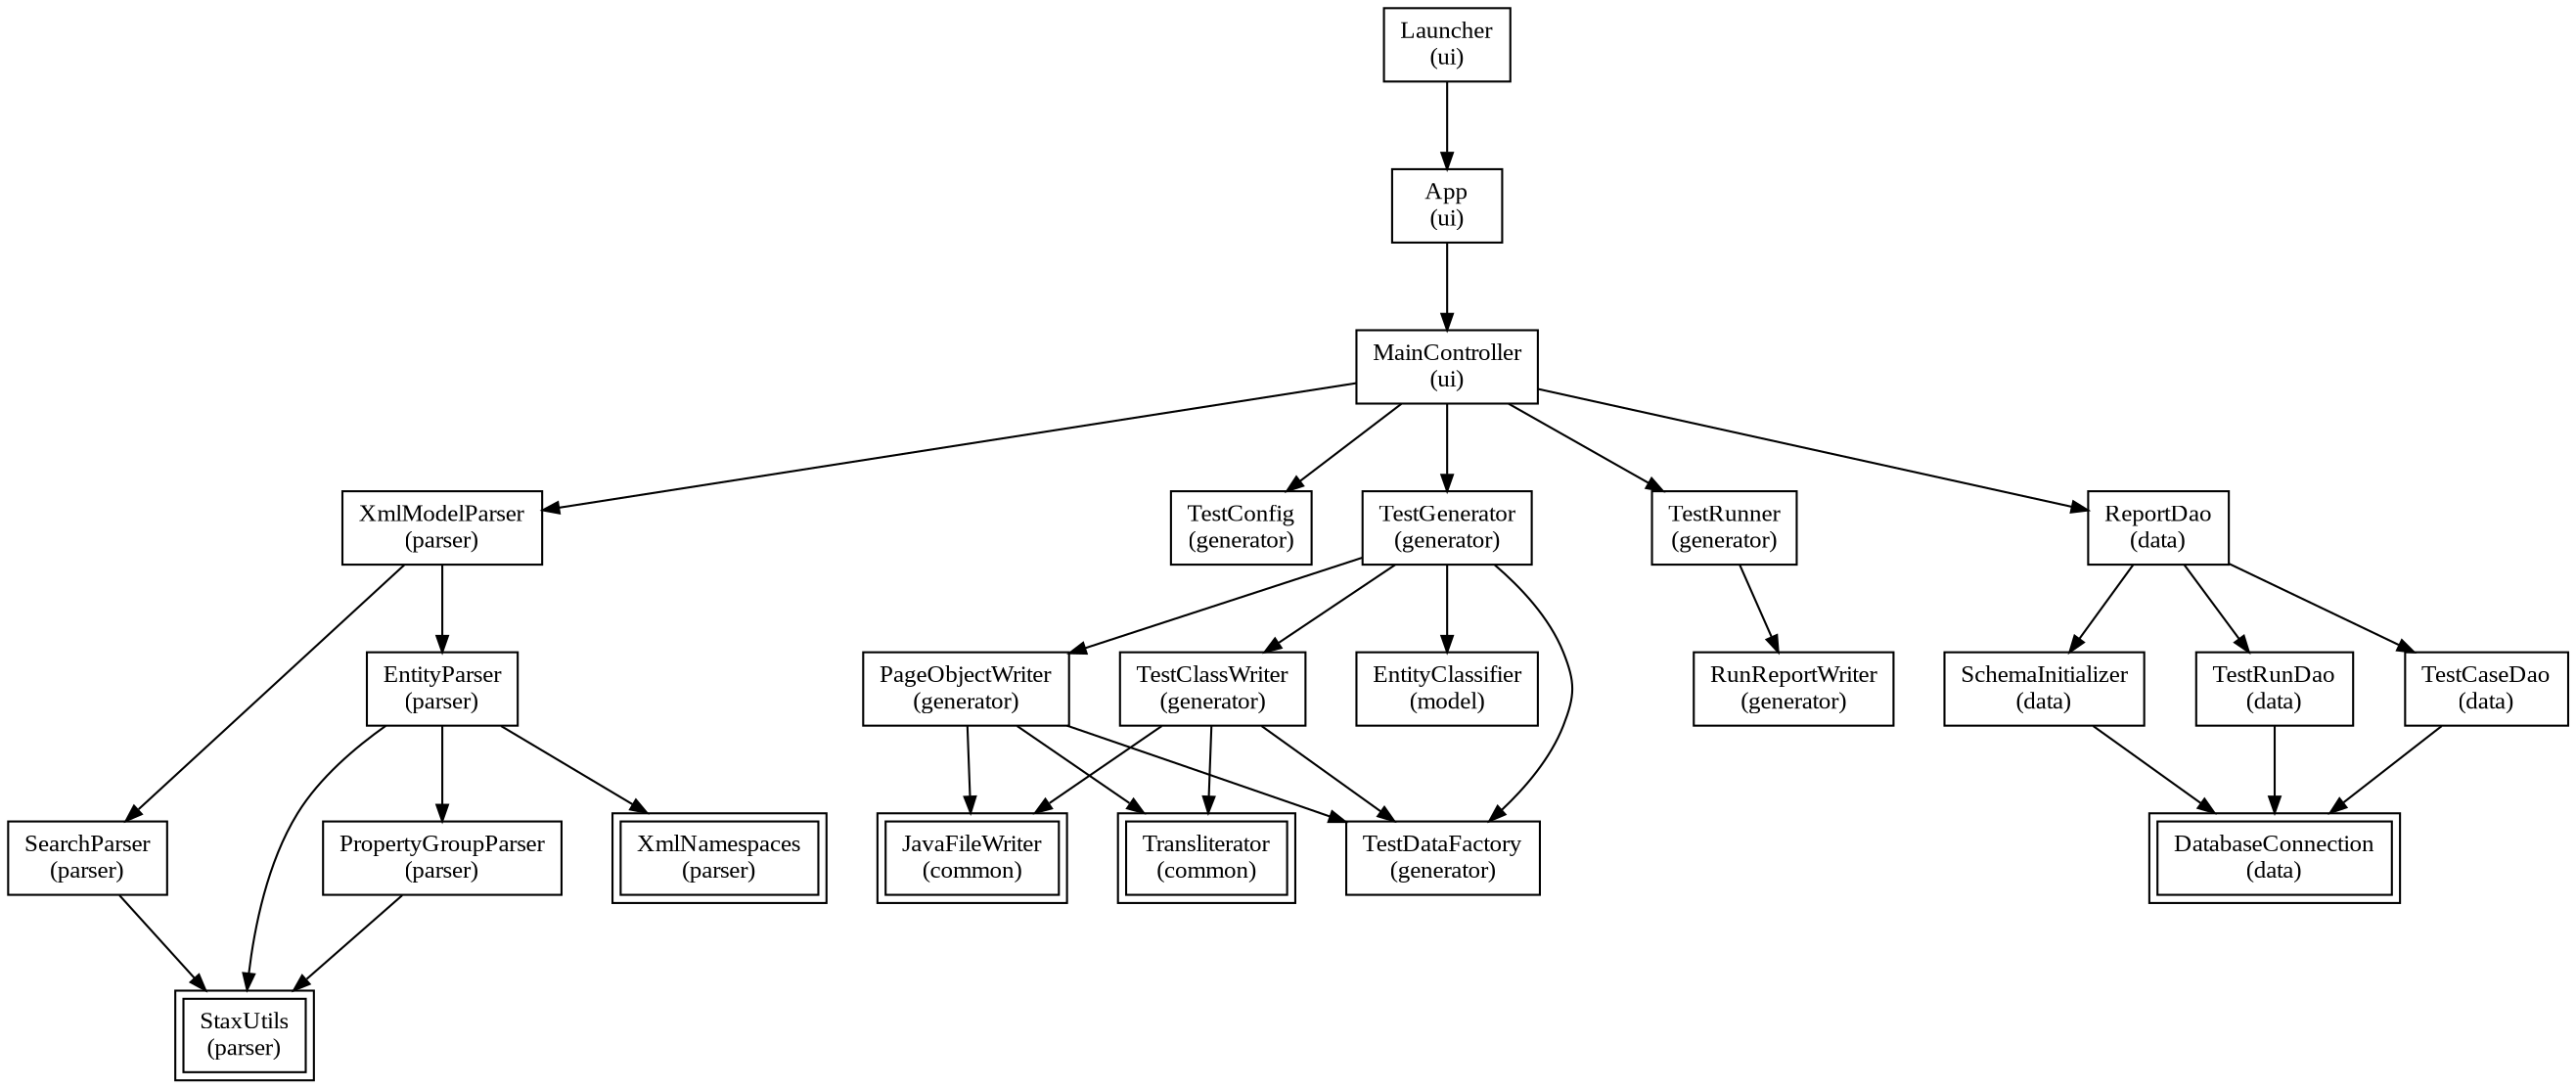 Launcher
(ui)
App
(ui)
MainController
(ui)
XmlModelParser
(parser)
TestConfig
(generator)
TestGenerator
(generator)
TestRunner
(generator)
ReportDao
(data)
EntityParser
(parser)
PageObjectWriter
(generator)
TestClassWriter
(generator)
EntityClassifier
(model)
RunReportWriter
(generator)
SchemaInitializer
(data)
TestRunDao
(data)
TestCaseDao
(data)
SearchParser
(parser)
PropertyGroupParser
(parser)
XmlNamespaces
(parser)
JavaFileWriter
(common)
Transliterator
(common)
TestDataFactory
(generator)
DatabaseConnection
(data)
StaxUtils
(parser)